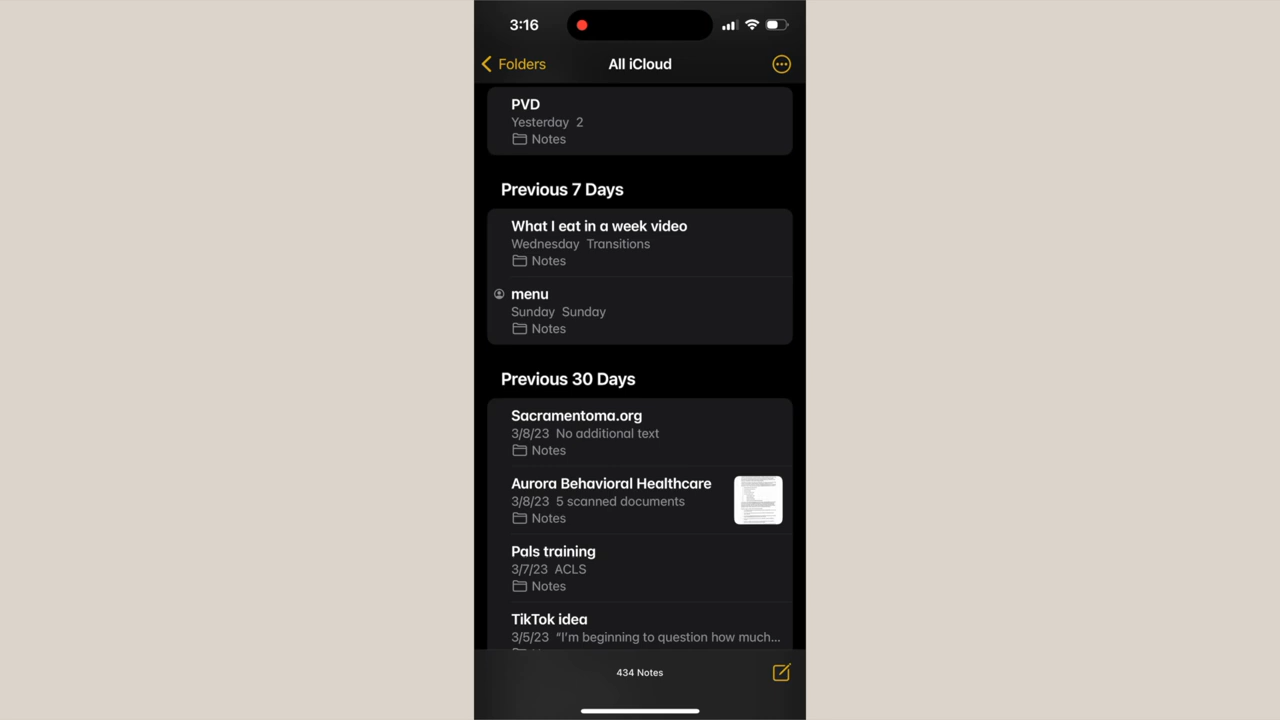 3:16
Folders
All iCloud
PVD
Yesterday 2
Notes
Previous 7 Days
What I eat in a week video
Wednesday Transitions
Notes
menu
Sunday Sunday
Notes
Previous 30 Days
Sacramentoma.org
3/8/23 No additional text
Notes
Aurora Behavioral Healthcare
3/8/23 5 scanned documents
Notes
Pals training
3/7/23 ACLS
Notes
TikTok idea
3/5/23 “I'm beginning to question how much...
434 Notes